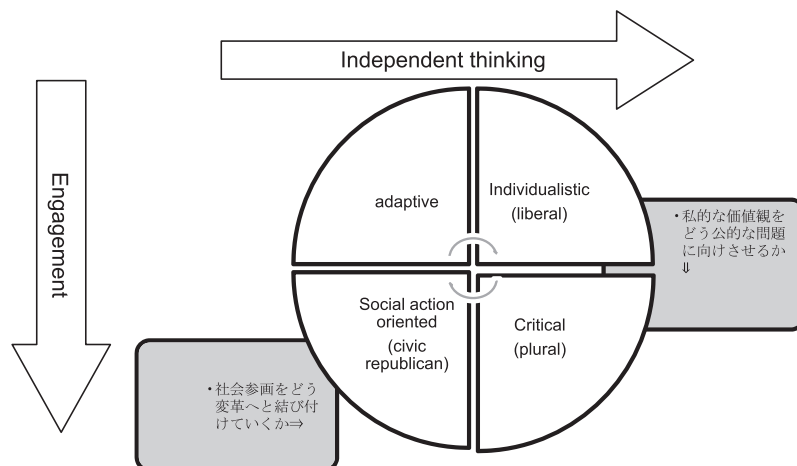 Independent thinking
Engagement
adaptive
Individualistic
(liberal)
・私的な価値観を
どう公的な問題
に向けさせるか
⇓
Social action
oriented
(civic
republican)
Critical
(plural)
・社会参画をどう
変革へと結び付
けていくか⇒